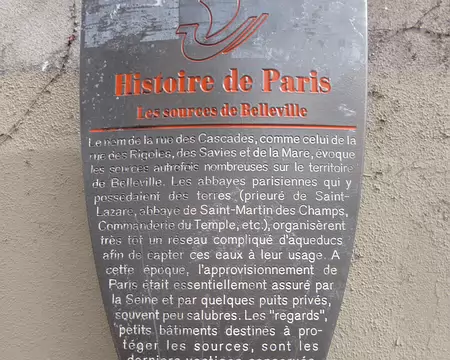 Histoire de Paris
Les sources de Belleville
Le nom de la rue des Cascades, comme celui de la
rue des Rigoles, des Savies et de la Mare, évoque
les sources autrefois nombreuses sur le territoire
de Belleville. Les abbayes parisiennes qui y
possédaient des terres (prieuré de Saint-
Lazare, abbaye de Saint-Martin des Champs,
Commanderie du Temple, etc.), organisèrent
très tôt un réseau compliqué d'aqueducs
afin de capter ces eaux à leur usage. A
cette époque, l'approvisionnement de
Paris était essentiellement assuré par
la Seine et par quelques puits privés,
souvent peu salubres. Les "regards",
petits bâtiments destinés à pro-
téger les sources, sont les
derniers vestiges conservés